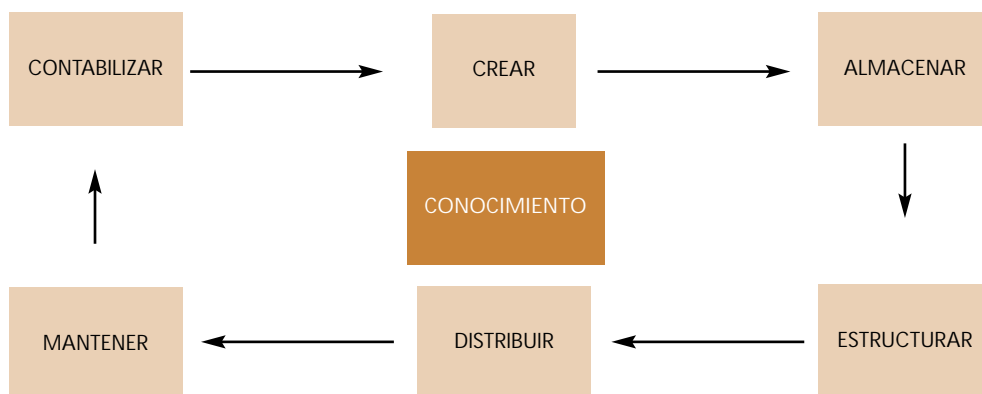 CONTABILIZAR
CREAR
ALMACENAR
CONOCIMIENTO
MANTENER
DISTRIBUIR
ESTRUCTURAR